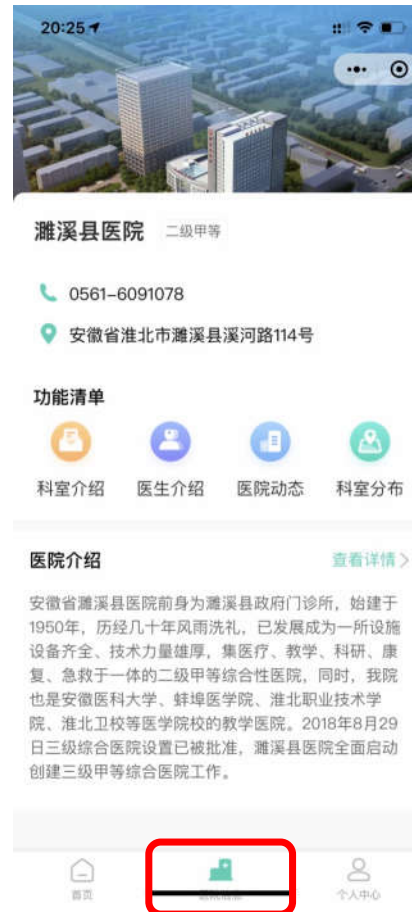 20:25
濉溪县医院 二级甲等
0561-6091078
安徽省淮北市濉溪县溪河路114号
功能清单
科室介绍 医生介绍 医院动态 科室分布
医院介绍 查看详情 >
安徽省濉溪县医院前身为濉溪县政府门诊所，始建于
1950年，历经几十年风雨洗礼，已发展成为一所设施
设备齐全、技术力量雄厚，集医疗、教学、科研、康
复、急救于一体的二级甲等综合性医院，同时，我院
也是安徽医科大学、蚌埠医学院、淮北职业技术学
院、淮北卫校等医学院校的教学医院。2018年8月29
日三级综合医院设置已被批准，濉溪县医院全面启动
创建三级甲等综合医院工作。
首页 个人中心